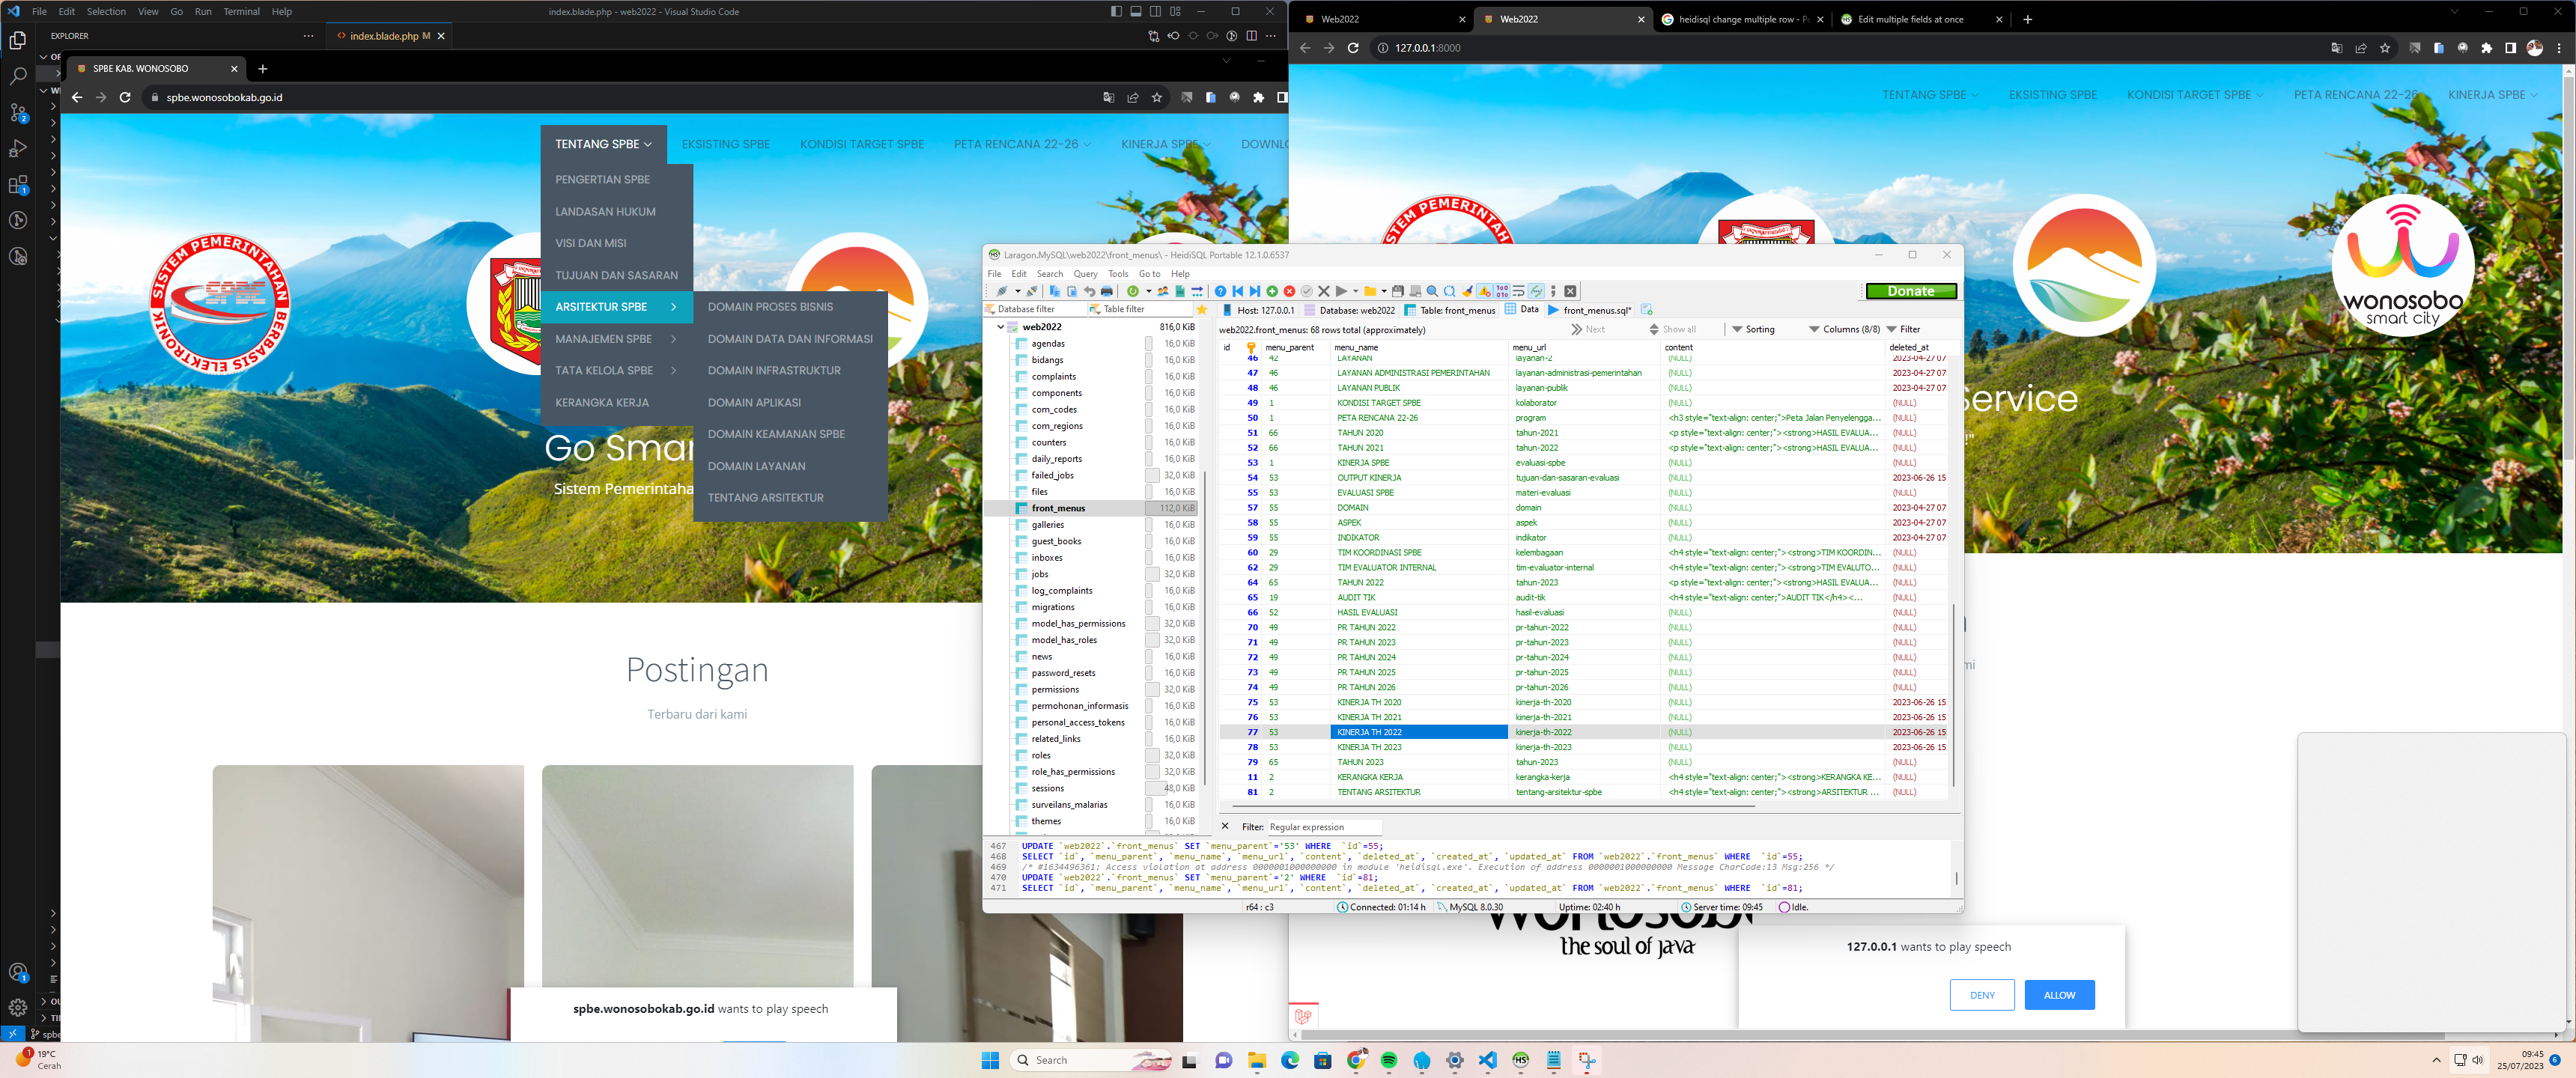 File Edit Selection View Go Run Terminal Help
index.blade.php - web2022 - Visual Studio Code
EXPLORER
index.blade.php M
SPBE KAB. WONOSOBO
spbe.wonosobokab.go.id
TENTANG SPBE
EKSISTING SPBE
KONDISI TARGET SPBE
PETA RENCANA 22-26
KINERJA SPBE
PENGERTIAN SPBE
LANDASAN HUKUM
VISI DAN MISI
TUJUAN DAN SASARAN
ARSITEKTUR SPBE
MANAJEMEN SPBE
TATA KELOLA SPBE
KERANGKA KERJA
DOMAIN PROSES BISNIS
DOMAIN DATA DAN INFORMASI
DOMAIN INFRASTRUKTUR
DOMAIN APLIKASI
DOMAIN KEAMANAN SPBE
DOMAIN LAYANAN
TENTANG ARSITEKTUR
SISTEM PEMERINTAHAN
BERBASIS ELEKTRONIK
SPBE
Go Smar
Sistem Pemerintaha
Postingan
Terbaru dari kami
spbe.wonosobokab.go.id wants to play speech
Web2022
Web2022
heidisql change multiple row - P
Edit multiple fields at once
127.0.0.1:8000
TENTANG SPBE
EKSISTING SPBE
KONDISI TARGET SPBE
PETA RENCANA 22-26
KINERJA SPBE
wonosobo
smart city
Service
Laragon.MySQL\web2022\front_menus\ - HeidiSQL Portable 12.1.0.6537
File Edit Search Query Tools Go to Help
Donate
Database filter
Table filter
Host: 127.0.0.1
Database: web2022
Table: front_menus
Data
front_menus.sql*
web2022 816,0 KiB
agendas 16,0 KiB
bidangs 16,0 KiB
complaints 16,0 KiB
components 16,0 KiB
com_codes 16,0 KiB
com_regions 16,0 KiB
counters 16,0 KiB
daily_reports 16,0 KiB
failed_jobs 32,0 KiB
files 16,0 KiB
front_menus 112,0 KiB
galleries 16,0 KiB
guest_books 16,0 KiB
inboxes 16,0 KiB
jobs 32,0 KiB
log_complaints 16,0 KiB
migrations 16,0 KiB
model_has_permissions 32,0 KiB
model_has_roles 32,0 KiB
news 16,0 KiB
password_resets 16,0 KiB
permissions 32,0 KiB
permohonan_informasis 16,0 KiB
personal_access_tokens 16,0 KiB
related_links 16,0 KiB
roles 32,0 KiB
role_has_permissions 32,0 KiB
sessions 48,0 KiB
surveilans_malarias 16,0 KiB
themes 16,0 KiB
web2022.front_menus: 68 rows total (approximately)
Next Show all Sorting Columns (8/8) Filter
id menu_parent menu_name menu_url content deleted_at
46 42 LAYANAN layanan-2 (NULL) 2023-04-27 07
47 46 LAYANAN ADMINISTRASI PEMERINTAHAN layanan-administrasi-pemerintahan (NULL) 2023-04-27 07
48 46 LAYANAN PUBLIK layanan-publik (NULL) 2023-04-27 07
49 1 KONDISI TARGET SPBE kolaborator (NULL) (NULL)
50 1 PETA RENCANA 22-26 program <h3 style="text-align: center;">Peta Jalan Penyelengga... (NULL)
51 66 TAHUN 2020 tahun-2021 <p style="text-align: center;"><strong>HASIL EVALUA... (NULL)
52 66 TAHUN 2021 tahun-2022 <p style="text-align: center;"><strong>HASIL EVALUA... (NULL)
53 1 KINERJA SPBE evaluasi-spbe (NULL) (NULL)
54 53 OUTPUT KINERJA tujuan-dan-sasaran-evaluasi (NULL) 2023-06-26 15
55 53 EVALUASI SPBE materi-evaluasi (NULL) (NULL)
57 55 DOMAIN domain (NULL) 2023-04-27 07
58 55 ASPEK aspek (NULL) 2023-04-27 07
59 55 INDIKATOR indikator (NULL) 2023-04-27 07
60 29 TIM KOORDINASI SPBE kelembagaan <h4 style="text-align: center;"><strong>TIM KOORDIN... (NULL)
62 29 TIM EVALUATOR INTERNAL tim-evaluator-internal <h4 style="text-align: center;"><strong>TIM EVALUTO... (NULL)
64 65 TAHUN 2022 tahun-2023 <p style="text-align: center;"><strong>HASIL EVALUA... (NULL)
65 19 AUDIT TIK audit-tik <h4 style="text-align: center;">AUDIT TIK</h4><... (NULL)
66 52 HASIL EVALUASI hasil-evaluasi (NULL) (NULL)
70 49 PR TAHUN 2022 pr-tahun-2022 (NULL) (NULL)
71 49 PR TAHUN 2023 pr-tahun-2023 (NULL) (NULL)
72 49 PR TAHUN 2024 pr-tahun-2024 (NULL) (NULL)
73 49 PR TAHUN 2025 pr-tahun-2025 (NULL) (NULL)
74 49 PR TAHUN 2026 pr-tahun-2026 (NULL) (NULL)
75 53 KINERJA TH 2020 kinerja-th-2020 (NULL) 2023-06-26 15
76 53 KINERJA TH 2021 kinerja-th-2021 (NULL) 2023-06-26 15
77 53 KINERJA TH 2022 kinerja-th-2022 (NULL) 2023-06-26 15
78 53 KINERJA TH 2023 kinerja-th-2023 (NULL) 2023-06-26 15
79 65 TAHUN 2023 tahun-2023 (NULL) (NULL)
11 2 KERANGKA KERJA kerangka-kerja <h4 style="text-align: center;"><strong>KERANGKA KE... (NULL)
81 2 TENTANG ARSITEKTUR tentang-arsitektur-spbe <h4 style="text-align: center;"><strong>ARSITEKTUR ... (NULL)
Filter: Regular expression
467 UPDATE `web2022`.`front_menus` SET `menu_parent`='53' WHERE `id`=55;
468 SELECT `id`, `menu_parent`, `menu_name`, `menu_url`, `content`, `deleted_at`, `created_at`, `updated_at` FROM `web2022`.`front_menus` WHERE `id`=55;
469 /* #1634496361: Access violation at address 0000001000000000 in module 'heidisql.exe'. Execution of address 0000001000000000 Message CharCode:13 Msg:256 */
470 UPDATE `web2022`.`front_menus` SET `menu_parent`='2' WHERE `id`=81;
471 SELECT `id`, `menu_parent`, `menu_name`, `menu_url`, `content`, `deleted_at`, `created_at`, `updated_at` FROM `web2022`.`front_menus` WHERE `id`=81;
r64 : c3 Connected: 01:14 h MySQL 8.0.30 Uptime: 02:40 h Server time: 09:45 Idle.
the soul of java
127.0.0.1 wants to play speech
DENY ALLOW
19°C
Cerah
Search
09:45
25/07/2023